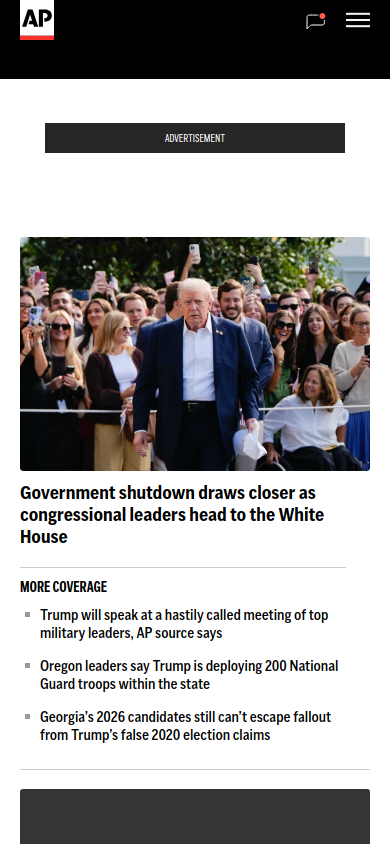 AP
ADVERTISEMENT
Government shutdown draws closer as
congressional leaders head to the White
House
MORE COVERAGE
Trump will speak at a hastily called meeting of top
military leaders, AP source says
Oregon leaders say Trump is deploying 200 National
Guard troops within the state
Georgia's 2026 candidates still can't escape fallout
from Trump's false 2020 election claims